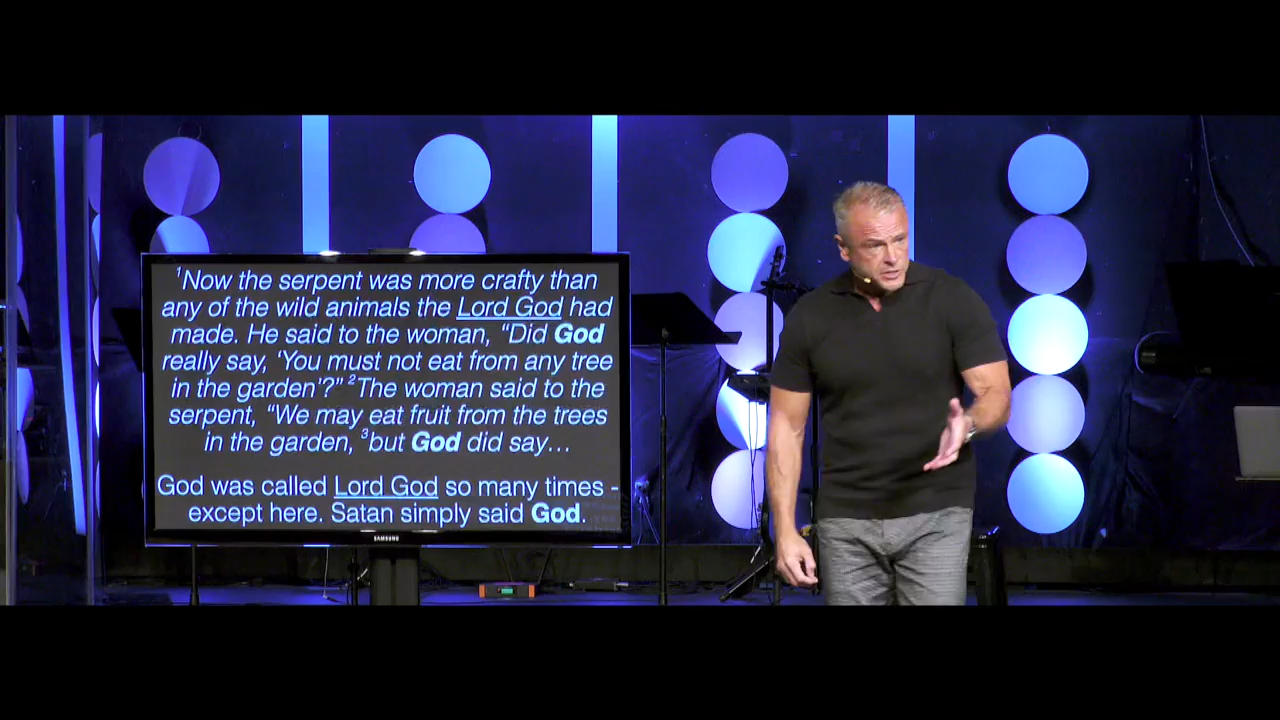 ¹Now the serpent was more crafty than
any of the wild animals the Lord God had
made. He said to the woman, “Did God
really say, ‘You must not eat from any tree
in the garden’?” ²The woman said to the
serpent, “We may eat fruit from the trees
in the garden, ³but God did say…
God was called Lord God so many times -
except here. Satan simply said God.
SAMSUNG